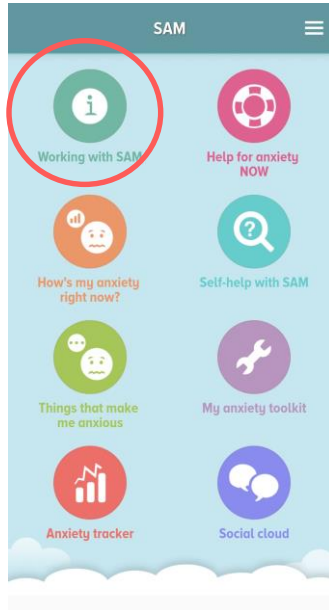 SAM
i
Working with SAM
Help for anxiety
NOW
How's my anxiety
right now?
?
Self-help with SAM
Things that make
me anxious
My anxiety toolkit
Anxiety tracker
Social cloud